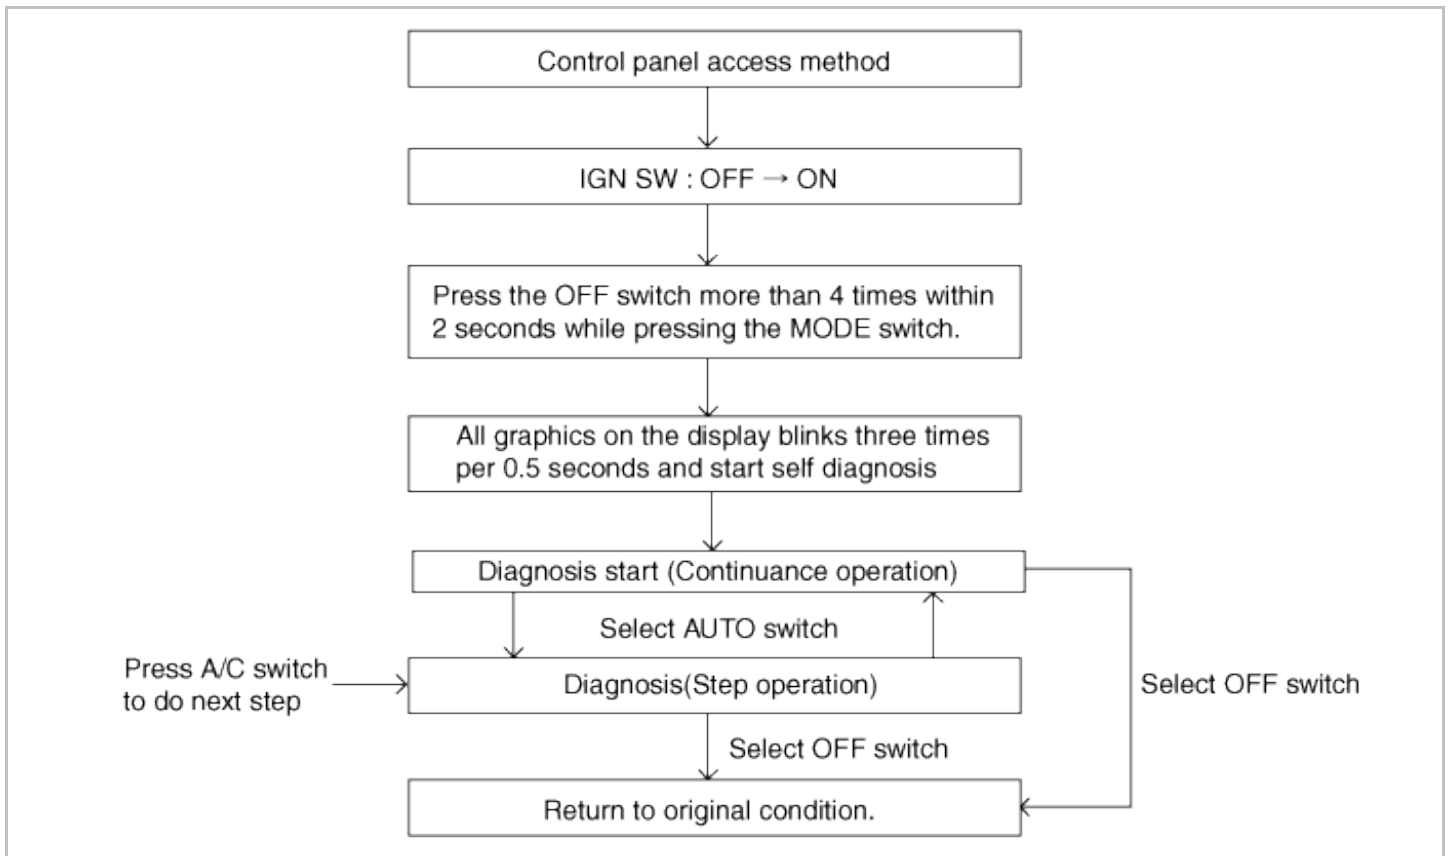 Control panel access method
IGN SW : OFF → ON
Press the OFF switch more than 4 times within
2 seconds while pressing the MODE switch.
All graphics on the display blinks three times
per 0.5 seconds and start self diagnosis
Diagnosis start (Continuance operation)
Select AUTO switch
Press A/C switch
to do next step
Diagnosis(Step operation)
Select OFF switch
Select OFF switch
Return to original condition.